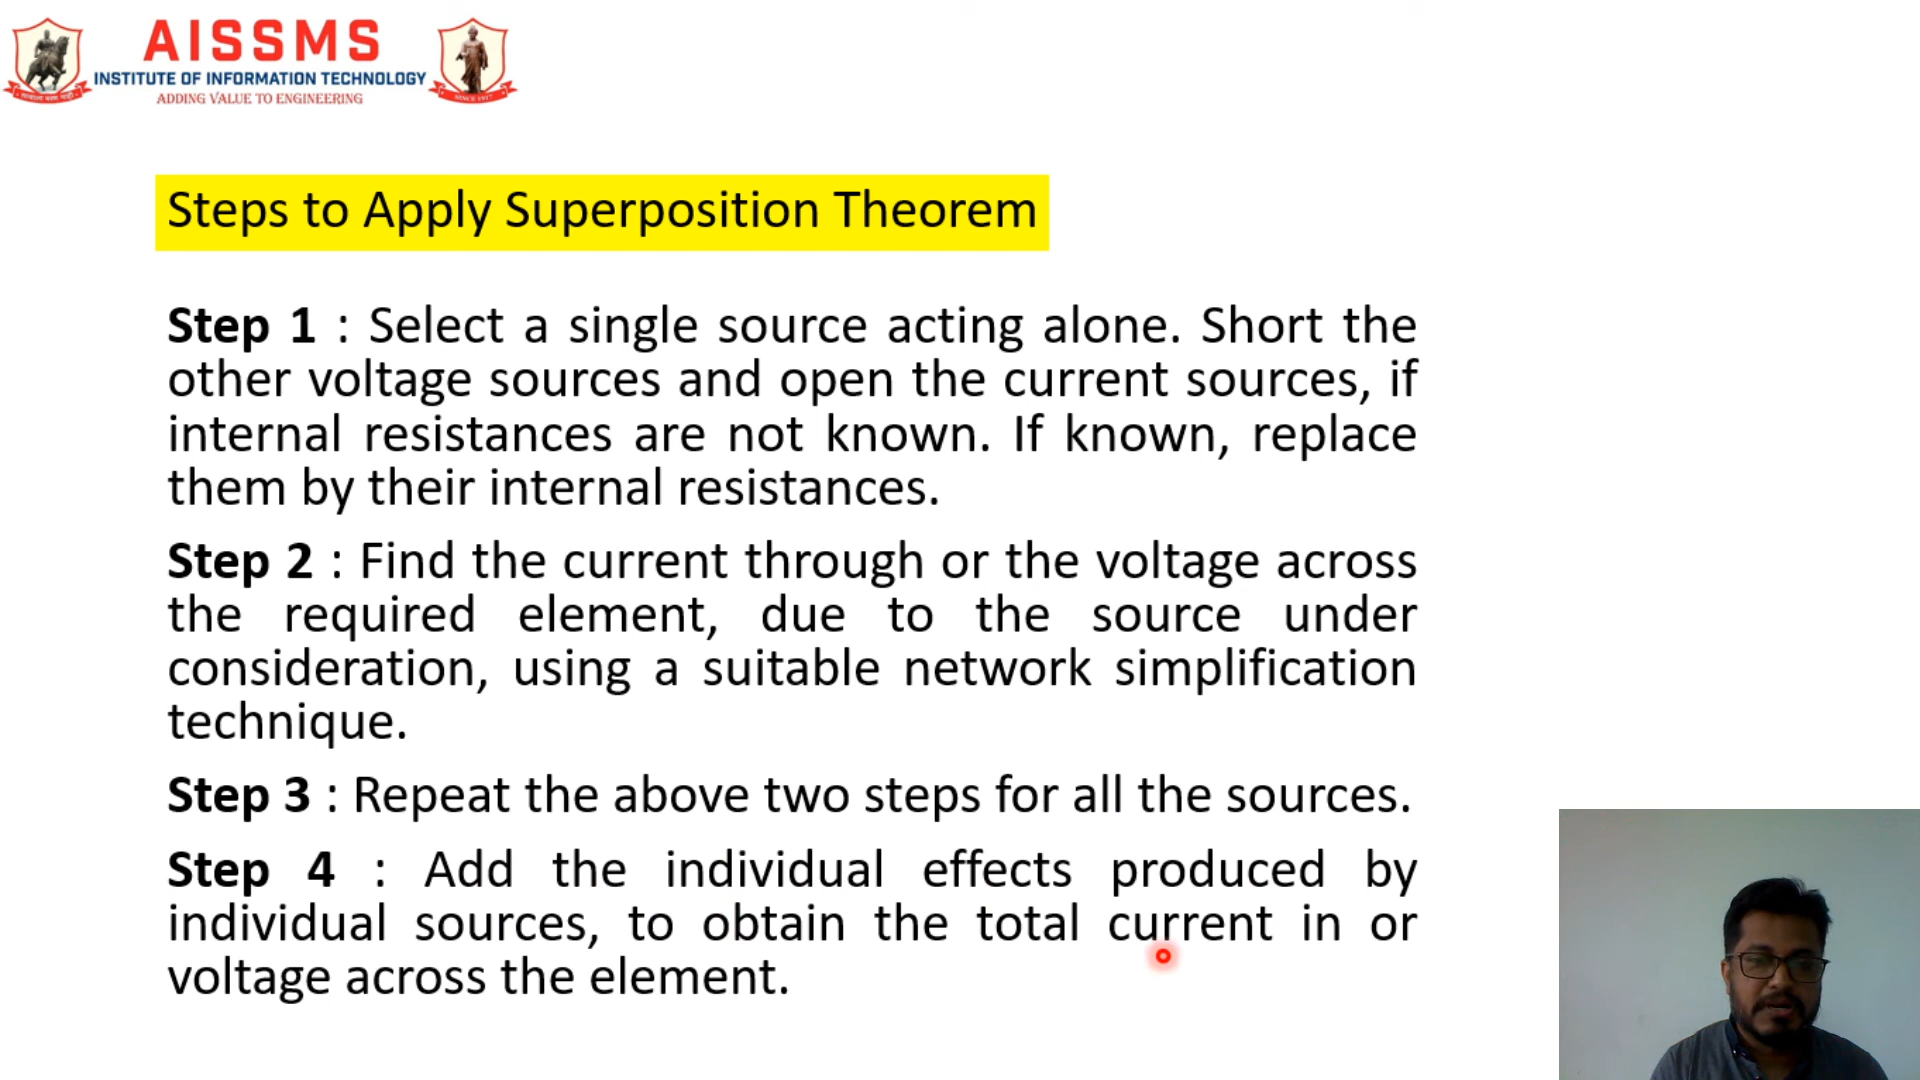 AISSMS
INSTITUTE OF INFORMATION TECHNOLOGY
ADDING VALUE TO ENGINEERING
SINCE 1917
Steps to Apply Superposition Theorem
Step 1 : Select a single source acting alone. Short the
other voltage sources and open the current sources, if
internal resistances are not known. If known, replace
them by their internal resistances.
Step 2 : Find the current through or the voltage across
the required element, due to the source under
consideration, using a suitable network simplification
technique.
Step 3 : Repeat the above two steps for all the sources.
Step 4 : Add the individual effects produced by
individual sources, to obtain the total current in or
voltage across the element.